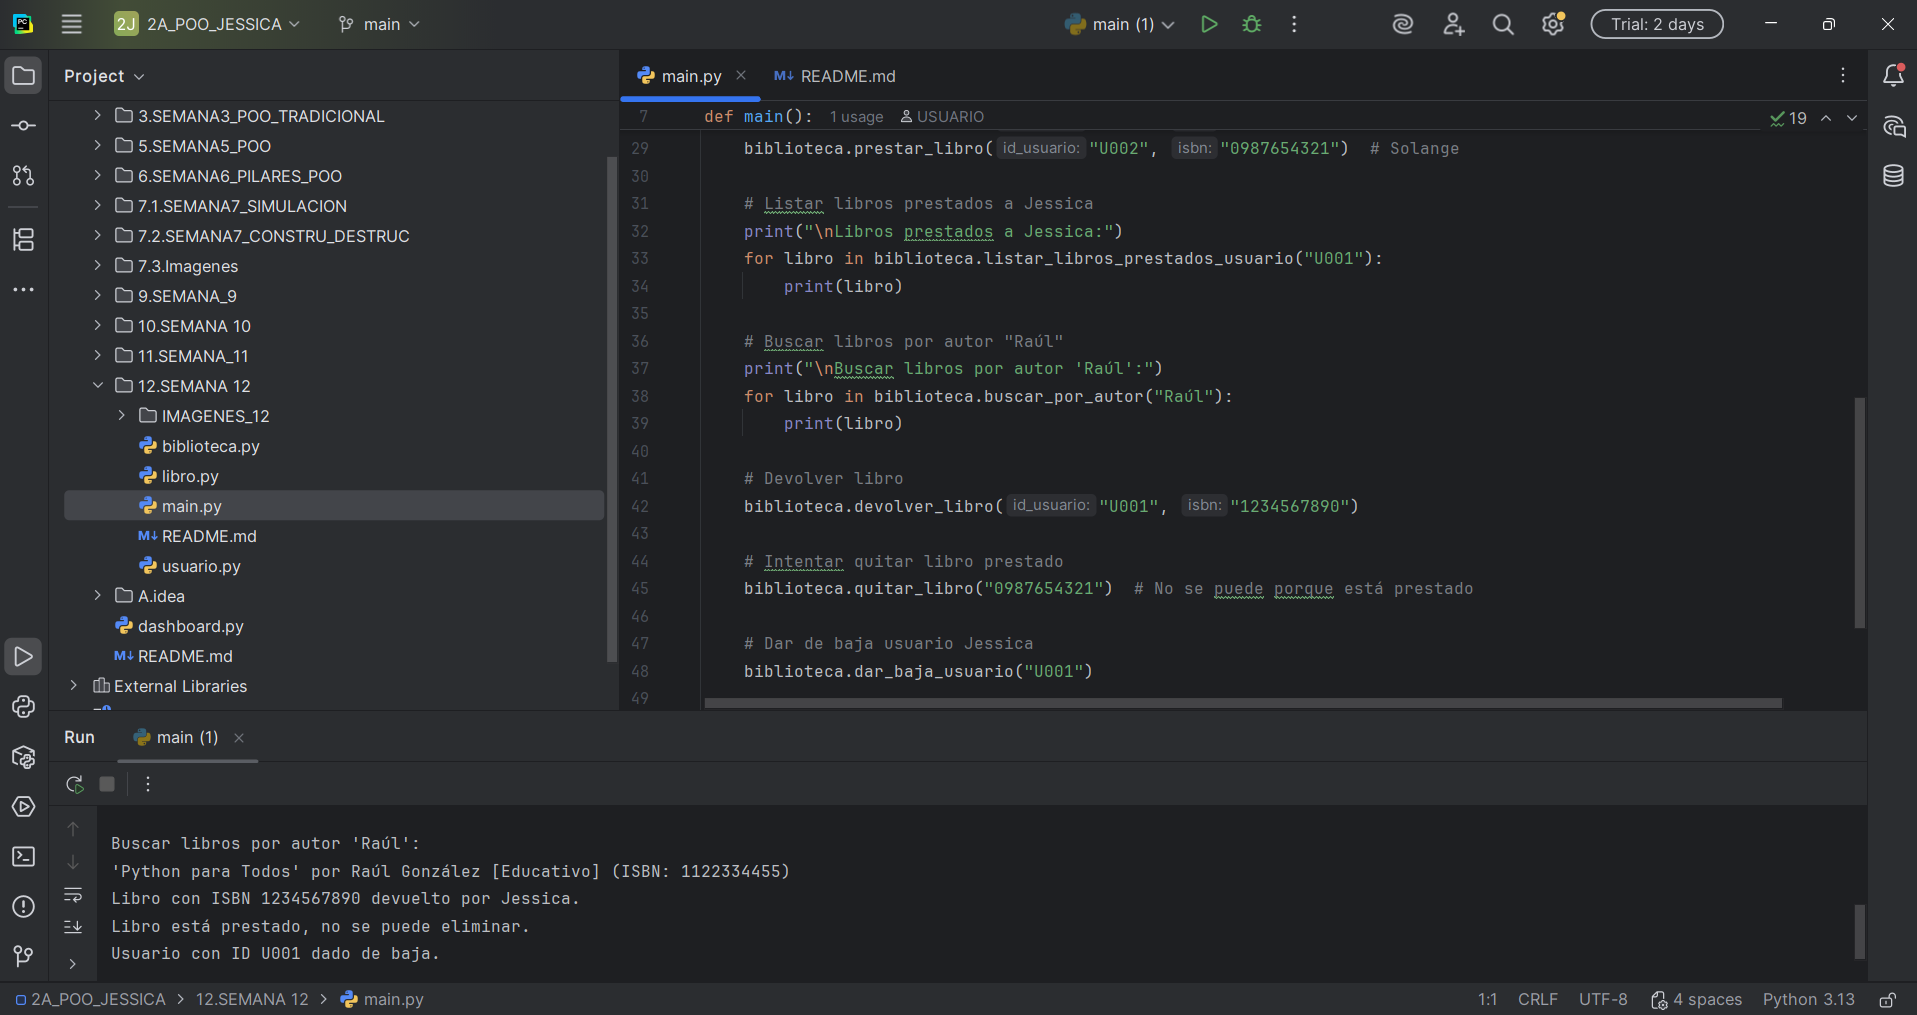 PC 2J 2A_POO_JESSICA main main (1) Trial: 2 days
Project
3.SEMANA3_POO_TRADICIONAL
5.SEMANA5_POO
6.SEMANA6_PILARES_POO
7.1.SEMANA7_SIMULACION
7.2.SEMANA7_CONSTRU_DESTRUC
7.3.Imagenes
9.SEMANA_9
10.SEMANA 10
11.SEMANA_11
12.SEMANA 12
IMAGENES_12
biblioteca.py
libro.py
main.py
M↓ README.md
usuario.py
A.idea
dashboard.py
M↓ README.md
External Libraries
main.py M↓ README.md
7 def main(): 1 usage USUARIO
19
29 biblioteca.prestar_libro( id_usuario: "U002", isbn: "0987654321") # Solange
30
31 # Listar libros prestados a Jessica
32 print("\nLibros prestados a Jessica:")
33 for libro in biblioteca.listar_libros_prestados_usuario("U001"):
34 print(libro)
35
36 # Buscar libros por autor "Raúl"
37 print("\nBuscar libros por autor 'Raúl':")
38 for libro in biblioteca.buscar_por_autor("Raúl"):
39 print(libro)
40
41 # Devolver libro
42 biblioteca.devolver_libro( id_usuario: "U001", isbn: "1234567890")
43
44 # Intentar quitar libro prestado
45 biblioteca.quitar_libro("0987654321") # No se puede porque está prestado
46
47 # Dar de baja usuario Jessica
48 biblioteca.dar_baja_usuario("U001")
49
Run main (1)
Buscar libros por autor 'Raúl':
'Python para Todos' por Raúl González [Educativo] (ISBN: 1122334455)
Libro con ISBN 1234567890 devuelto por Jessica.
Libro está prestado, no se puede eliminar.
Usuario con ID U001 dado de baja.
2A_POO_JESSICA > 12.SEMANA 12 > main.py 1:1 CRLF UTF-8 4 spaces Python 3.13